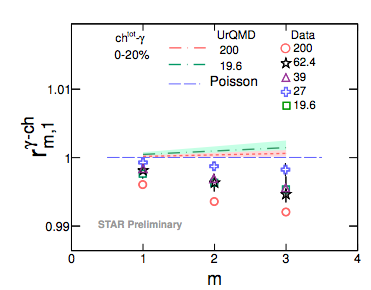 ch^tot-γ UrQMD Data
0-20% 200 200
19.6 62.4
Poisson 39
27
19.6
1.01
1
0.99
r^γ-ch_m,1
STAR Preliminary
0 1 2 3 4
m